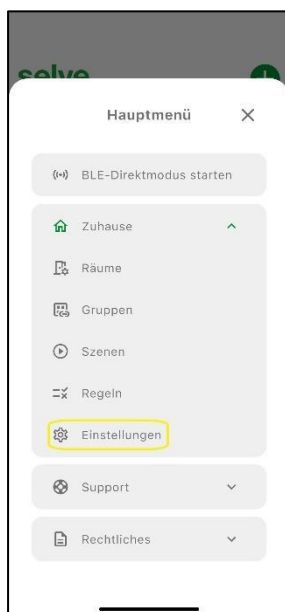 selve
Hauptmenü
BLE-Direktmodus starten
Zuhause
Räume
Gruppen
Szenen
Regeln
Einstellungen
Support
Rechtliches